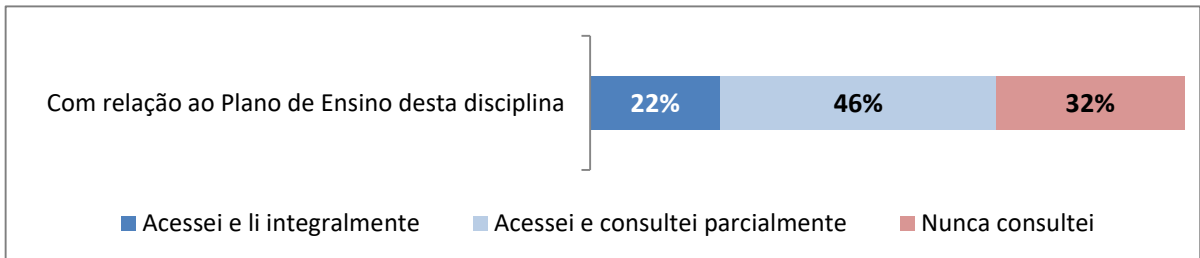 Com relação ao Plano de Ensino desta disciplina 22% 46% 32%
Acessei e li integralmente Acessei e consultei parcialmente Nunca consultei